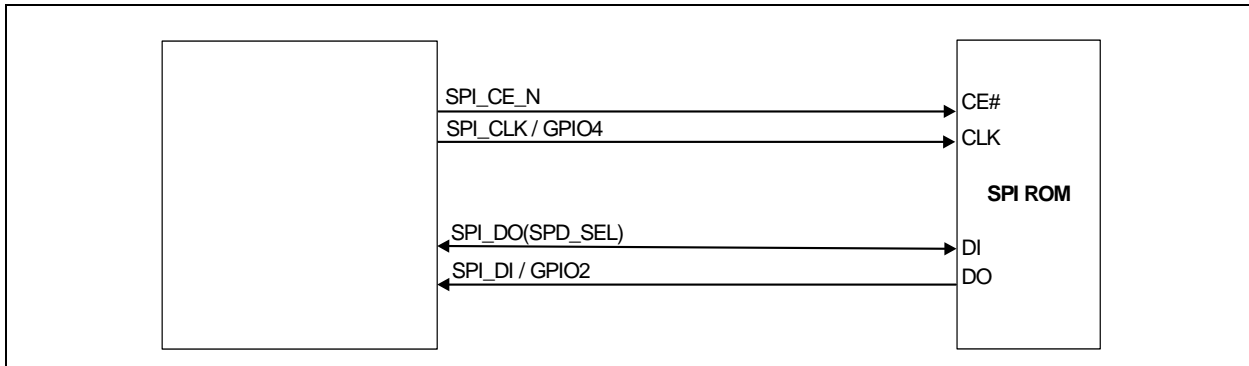 SPI_CE_N
CE#
SPI_CLK / GPIO4
CLK
SPI ROM
SPI_DO(SPD_SEL)
DI
SPI_DI / GPIO2
DO